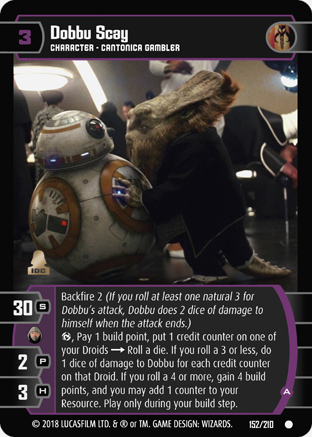 3 Dobbu Scay
CHARACTER - CANTONICA GAMBLER
IDC
30 S
2 P
3 H
Backfire 2 (If you roll at least one natural 3 for
Dobbu's attack, Dobbu does 2 dice of damage to
himself when the attack ends.)
, Pay 1 build point, put 1 credit counter on one
of your Droids → Roll a die. If you roll a 3 or less, do
1 dice of damage to Dobbu for each credit counter
on that Droid. If you roll a 4 or more, gain 4 build
points, and you may add 1 counter to your
Resource. Play only during your build step.
A
© 2018 LUCASFILM LTD. & ® or TM. GAME DESIGN: WIZARDS. 152/210